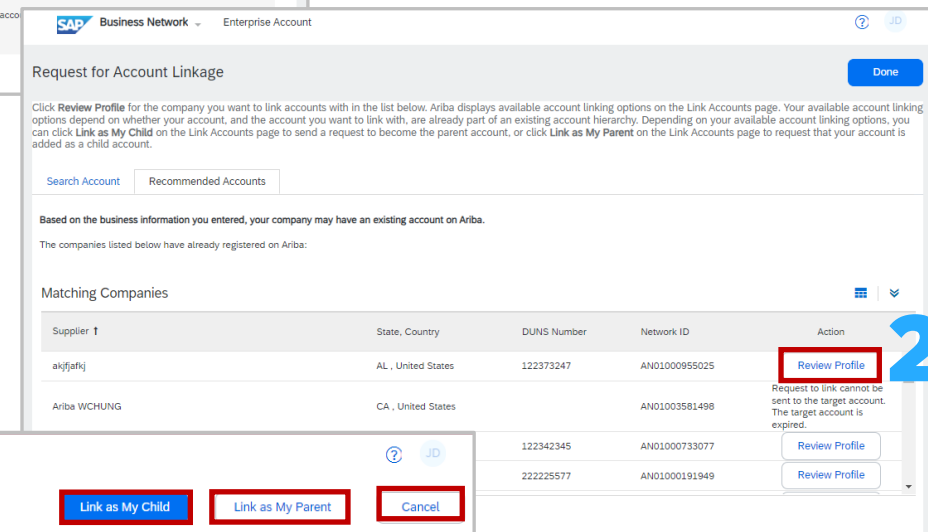 accou
SAP Business Network Enterprise Account JD
Request for Account Linkage
Done
Click Review Profile for the company you want to link accounts with in the list below. Ariba displays available account linking options on the Link Accounts page. Your available account linking
options depend on whether your account, and the account you want to link with, are already part of an existing account hierarchy. Depending on your available account linking options, you
can click Link as My Child on the Link Accounts page to send a request to become the parent account, or click Link as My Parent on the Link Accounts page to request that your account is
added as a child account.
Search Account Recommended Accounts
Based on the business information you entered, your company may have an existing account on Ariba.
The companies listed below have already registered on Ariba:
Matching Companies
Supplier ↑ State, Country DUNS Number Network ID Action
2
akjfjafkj AL , United States 122373247 AN01000955025 Review Profile
Ariba WCHUNG CA , United States AN01003581498 Request to link cannot be
sent to the target account.
The target account is
expired.
122342345 AN01000733077 Review Profile
222225577 AN01000191949 Review Profile
? JD
Link as My Child Link as My Parent Cancel